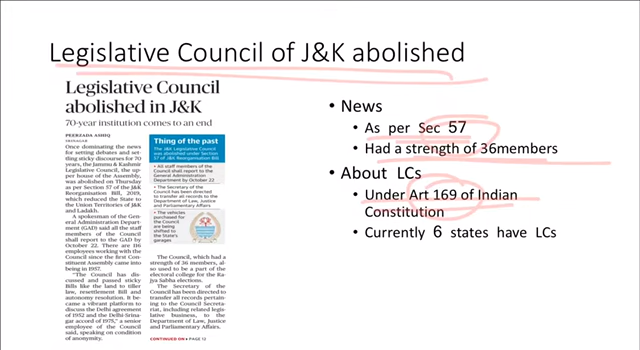 Legislative Council of J&K abolished
Legislative Council
abolished in J&K
70-year institution comes to an end
PEERZADA ASHIQ
SRINAGAR
Once dominating the news
for setting debates and set-
tling sticky discourses for 70
years, the Jammu & Kashmir
Legislative Council, the up-
per house of the Assembly,
was abolished on Thursday
as per Section 57 of the J&K
Reorganisation Bill, 2019,
which reduced the State to
the Union Territories of J&K
and Ladakh.
A spokesman of the Gen-
eral Administration Depart-
ment (GAD) said all the staff
members of the Council
shall report to the GAD by
October 22. There are 116
employees working with the
Council since the first Con-
stituent Assembly came into
being in 1957.
"The Council has dis-
cussed and passed sticky
Bills like the land to tiller
law, resettlement Bill and
autonomy resolution. It be-
came a vibrant platform to
discuss the Delhi agreement
of 1952 and the Delhi-Srina-
gar accord of 1975," a senior
employee of the Council
said, speaking on condition
of anonymity.
Thing of the past
The J&K Legislative Council
was abolished under Section
57 of J&K Reorganisation Bill
• All staff members of the
Council shall report to the
General Administration
Department by October 22
• The Secretary of the
Council has been directed to
transfer all records to the
Department of Law, Justice
and Parliamentary Affairs
• The vehicles
purchased for
the Council
are being
shifted to
the State's
garages
The Council, which had a
strength of 36 members, al-
so used to be a part of the
electoral college for the Ra-
jya Sabha elections.
The Secretary of the
Council has been directed to
transfer all records pertain-
ing to the Council Secretar-
iat, including related legis-
lative business, to the
Department of Law, Justice
and Parliamentary Affairs.
CONTINUED ON ▸ PAGE 12
• News
• As per Sec 57
• Had a strength of 36members
• About LCs
• Under Art 169 of Indian
Constitution
• Currently 6 states have LCs